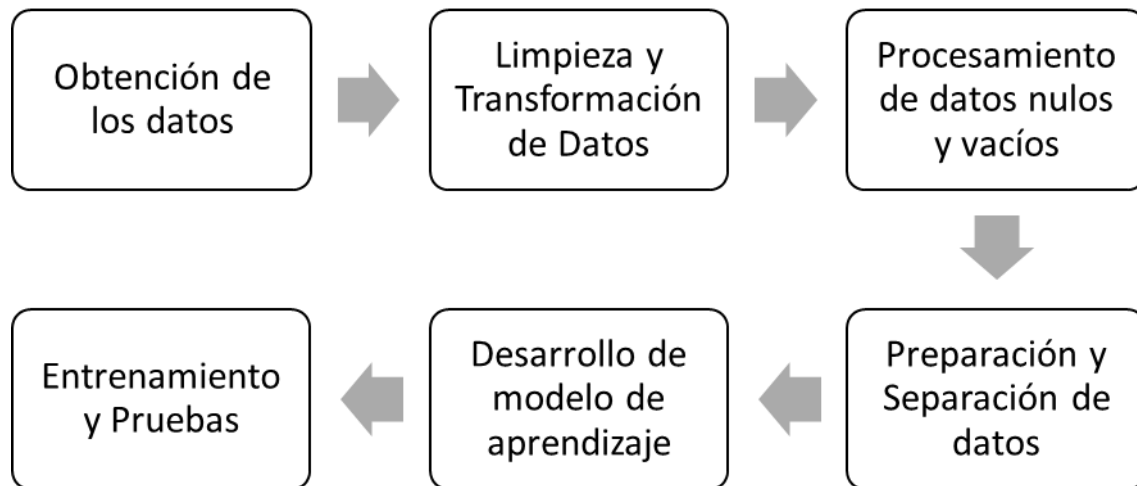 Obtención de
los datos
Limpieza y
Transformación
de Datos
Procesamiento
de datos nulos
y vacíos
Preparación y
Separación de
datos
Desarrollo de
modelo de
aprendizaje
Entrenamiento
y Pruebas